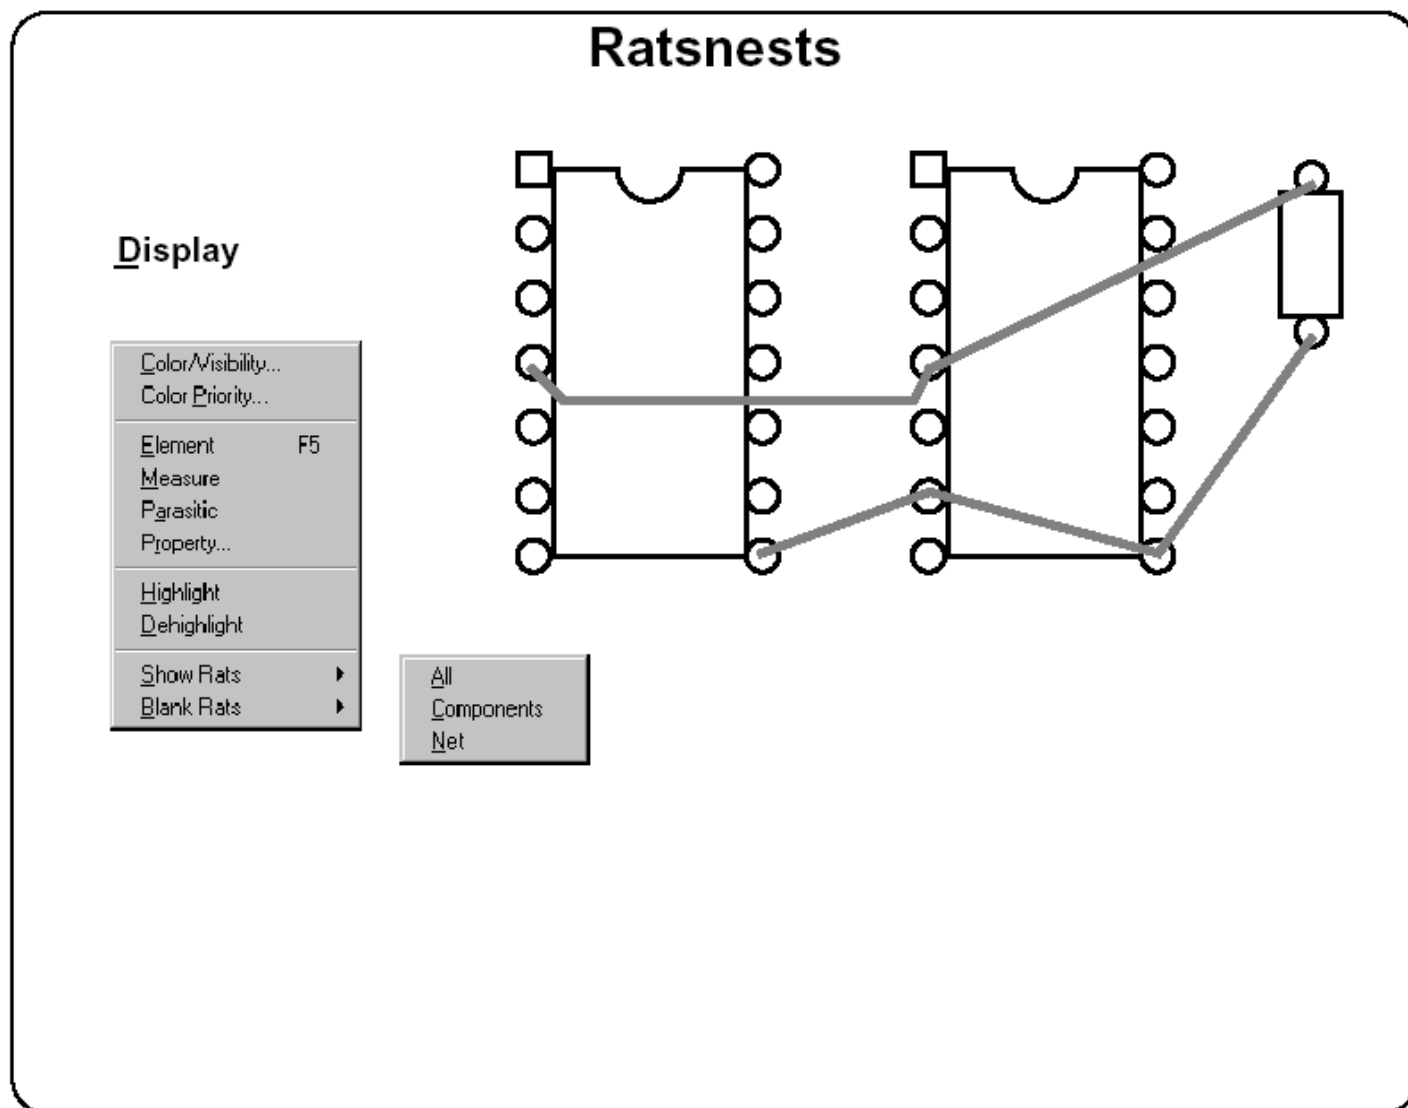 Ratsnests
Display
Color/Visibility...
Color Priority...
Element F5
Measure
Parasitic
Property...
Highlight
Dehighlight
Show Rats
Blank Rats
All
Components
Net